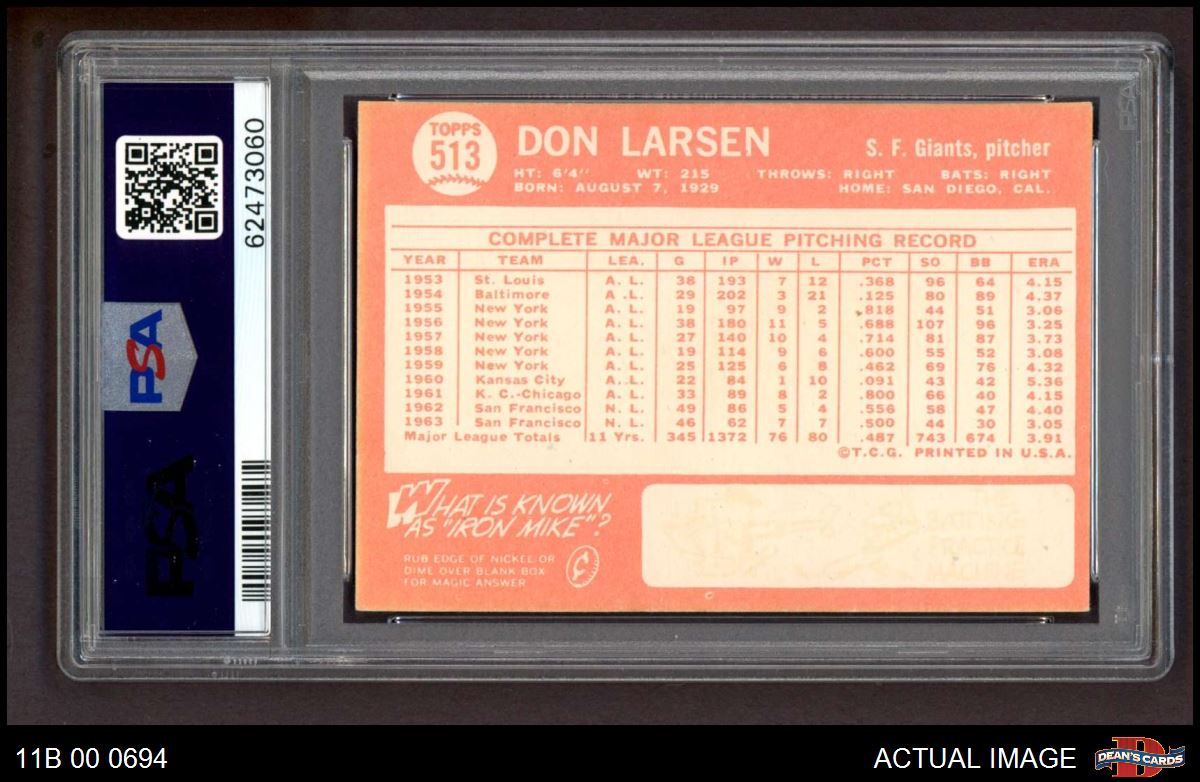 TOPPS
513
DON LARSEN
S. F. Giants, pitcher
HT: 6'4" WT: 215 THROWS: RIGHT BATS: RIGHT
BORN: AUGUST 7, 1929 HOME: SAN DIEGO, CAL.
COMPLETE MAJOR LEAGUE PITCHING RECORD
YEAR TEAM LEA. G IP W L PCT SO BB ERA
1953 St. Louis A. L. 38 193 7 12 .368 96 64 4.15
1954 Baltimore A .L. 29 202 3 21 .125 80 89 4.37
1955 New York A. L. 19 97 9 2 .818 44 51 3.06
1956 New York A. L. 38 180 11 5 .688 107 96 3.25
1957 New York A. L. 27 140 10 4 .714 81 87 3.73
1958 New York A. L. 19 114 9 6 .600 55 52 3.08
1959 New York A. L. 25 125 6 8 .462 69 76 4.32
1960 Kansas City A. L. 22 84 1 10 .091 43 42 5.36
1961 K. C.-Chicago A. L. 33 89 8 2 .800 66 40 4.15
1962 San Francisco N. L. 49 86 5 4 .556 58 47 4.40
1963 San Francisco N. L. 46 62 7 7 .500 44 30 3.05
Major League Totals 11 Yrs. 345 1372 76 80 .487 743 674 3.91
©T.C.G. PRINTED IN U.S.A.
WHAT IS KNOWN
AS "IRON MIKE"?
RUB EDGE OF NICKEL OR
DIME OVER BLANK BOX
FOR MAGIC ANSWER
¢
62473060
PSA
PSA
PSA
11B 00 0694
ACTUAL IMAGE
DEAN'S CARDS